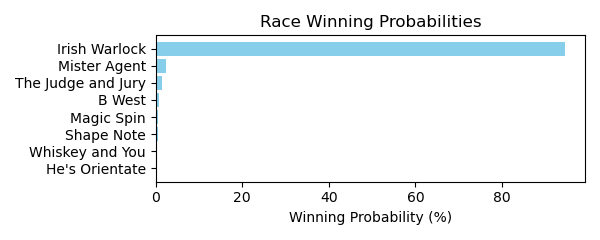 Race Winning Probabilities
Irish Warlock
Mister Agent
The Judge and Jury
B West
Magic Spin
Shape Note
Whiskey and You
He's Orientate
0 20 40 60 80
Winning Probability (%)